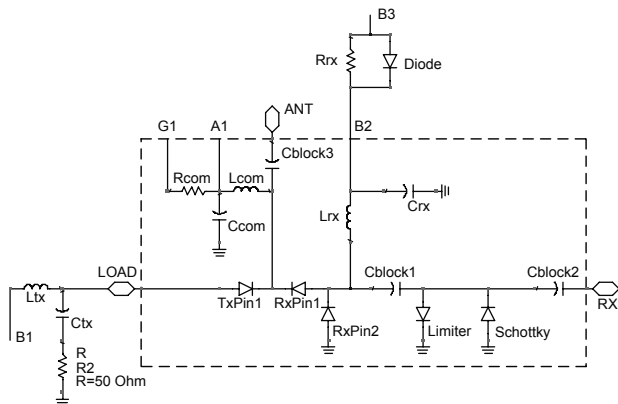 B3
Rrx
Diode
ANT
G1
A1
B2
Cblock3
Rcom
Lcom
Crx
Ccom
Lrx
LOAD
Cblock1
Cblock2
Ltx
TxPin1
RxPin1
RX
Ctx
B1
RxPin2
Limiter
Schottky
R
R2
R=50 Ohm